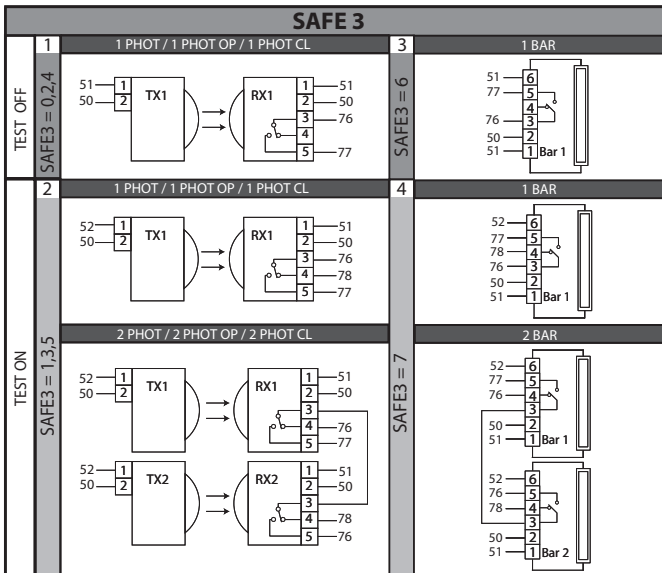 SAFE 3
TEST OFF
SAFE3 = 0,2,4
1
1 PHOT / 1 PHOT OP / 1 PHOT CL
51 1
50 2
TX1
RX1
1 51
2 50
3 76
4
5 77
SAFE3 = 6
3
1 BAR
51 6
77 5
4
76 3
50 2
51 1 Bar 1
TEST ON
SAFE3 = 1,3,5
2
1 PHOT / 1 PHOT OP / 1 PHOT CL
52 1
50 2
TX1
RX1
1 51
2 50
3 76
4 78
5 77
2 PHOT / 2 PHOT OP / 2 PHOT CL
52 1
50 2
TX1
RX1
1 51
2 50
3
4 76
5 77
52 1
50 2
TX2
RX2
1 51
2 50
3
4 78
5 76
SAFE3 = 7
4
1 BAR
52 6
77 5
78 4
76 3
50 2
51 1 Bar 1
2 BAR
52 6
77 5
76 4
3
50 2
51 1 Bar 1
52 6
76 5
78 4
3
50 2
51 1 Bar 2